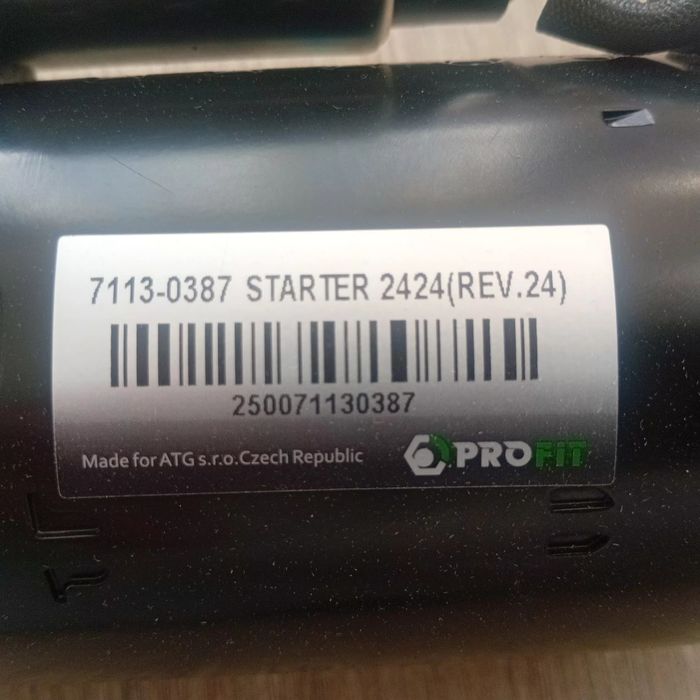 7113-0387 STARTER 2424(REV.24)
250071130387
Made for ATG s.r.o.Czech Republic
PROFIT